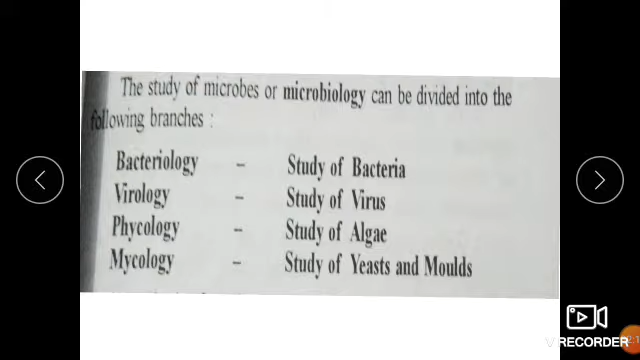 The study of microbes or microbiology can be divided into the
following branches :
Bacteriology - Study of Bacteria
Virology - Study of Virus
Phycology - Study of Algae
Mycology - Study of Yeasts and Moulds
V RECORDER